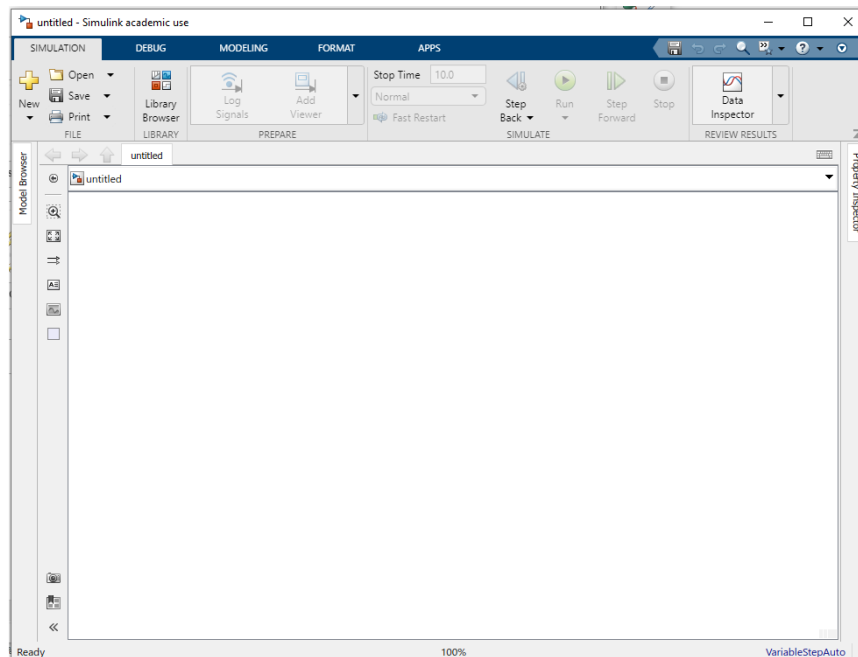 untitled - Simulink academic use
SIMULATION DEBUG MODELING FORMAT APPS
New
Open
Save
Print
FILE
Library
Browser
LIBRARY
Log
Signals
Add
Viewer
PREPARE
Stop Time 10.0
Normal
Fast Restart
Step
Back
Run
Step
Forward
Stop
SIMULATE
Data
Inspector
REVIEW RESULTS
Model Browser
untitled
untitled
Property Inspector
Ready 100% VariableStepAuto